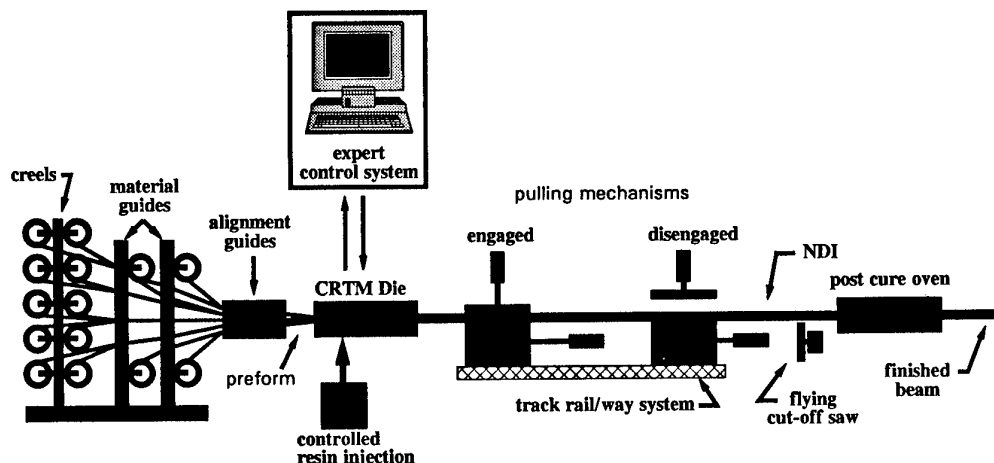 expert
control system
creels
material
guides
alignment
guides
CRTM Die
preform
controlled
resin injection
pulling mechanisms
engaged
disengaged
NDI
post cure oven
track rail/way system
flying
cut-off saw
finished
beam